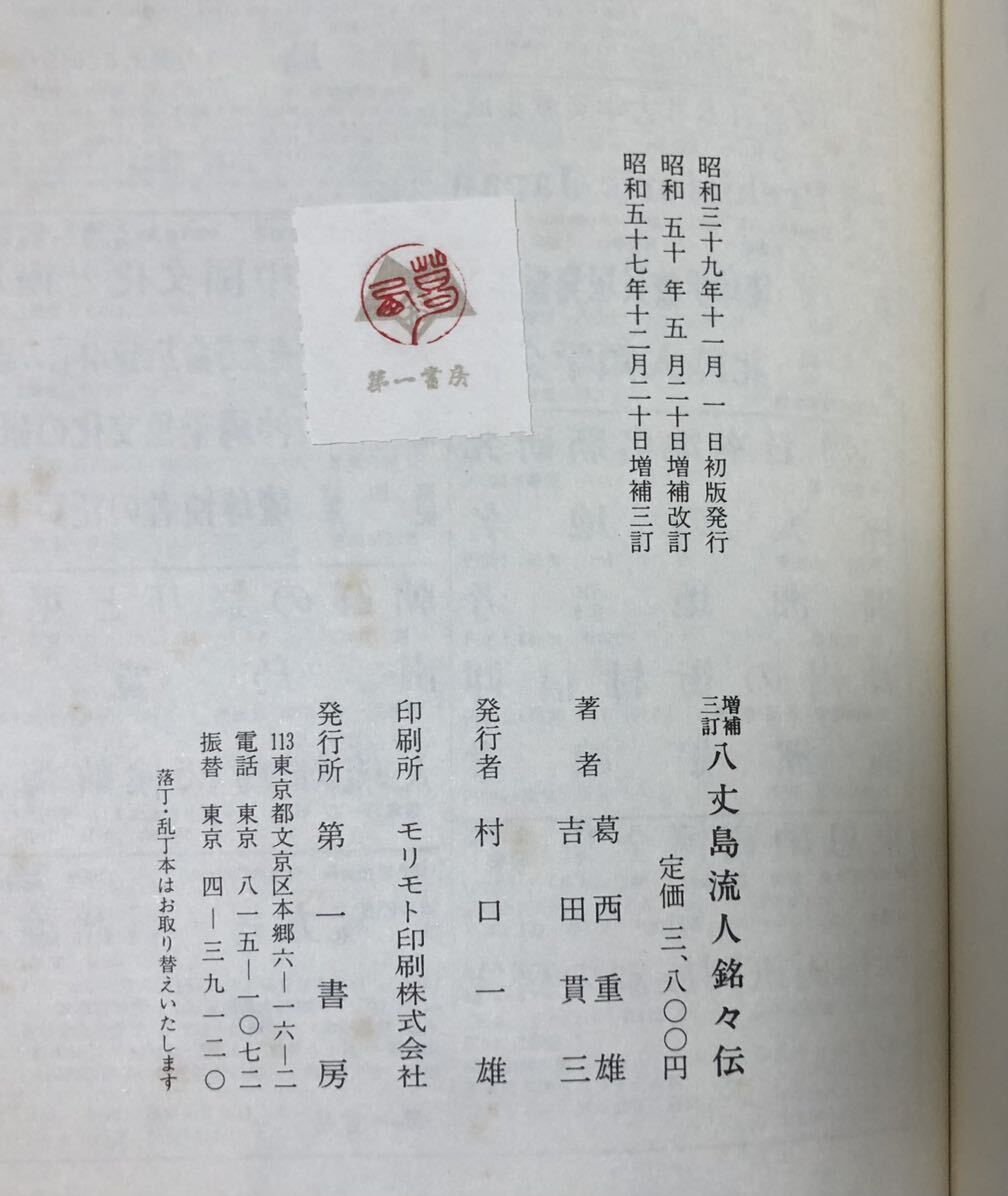 昭和三十九年十一月 一 日初版発行
昭和 五十 年 五 月二十日増補改訂
昭和五十七年十二月二十日増補三訂
第一書房
増補
三訂
八丈島流人銘々伝
定価 三、八〇〇円
著者 葛西重雄
吉田貫三
発行者 村口一雄
印刷所 モリモト印刷株式会社
発行所 第一書房
113東京都文京区本郷六ー一六ー二
電話 東京 八一五ー一〇七二
振替 東京 四ー三九一二〇
落丁・乱丁本はお取り替えいたします